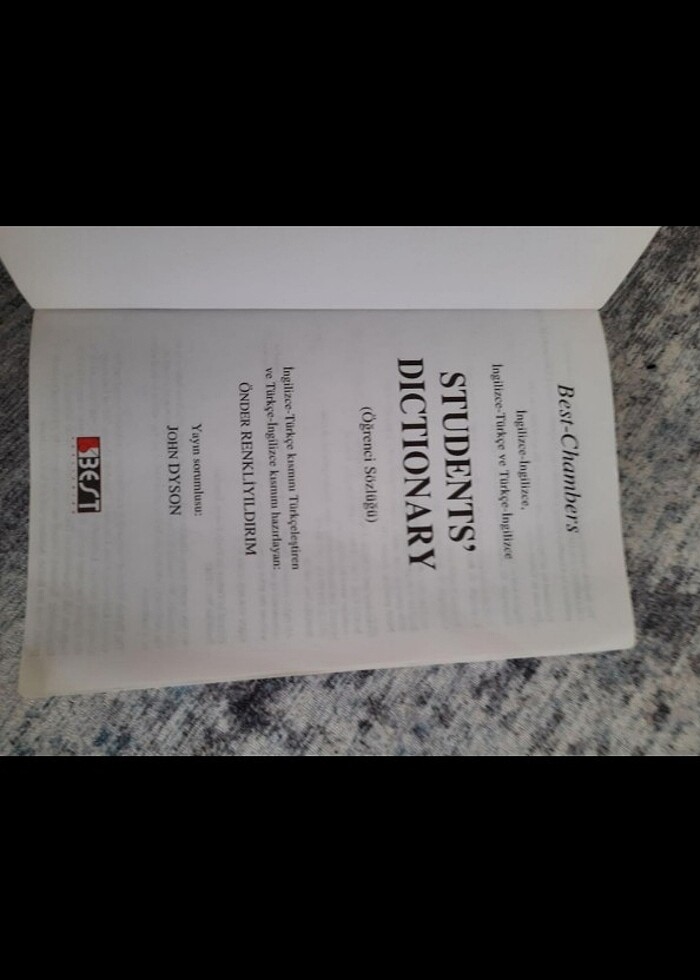 Best-Chambers
İngilizce-İngilizce,
İngilizce-Türkçe ve Türkçe-İngilizce
STUDENTS'
DICTIONARY
(Öğrenci Sözlüğü)
İngilizce-Türkçe kısmını Türkçeleştiren
ve Türkçe-İngilizce kısmını hazırlayan:
ÖNDER RENKLİYILDIRIM
Yayın sorumlusu:
JOHN DYSON
BEST